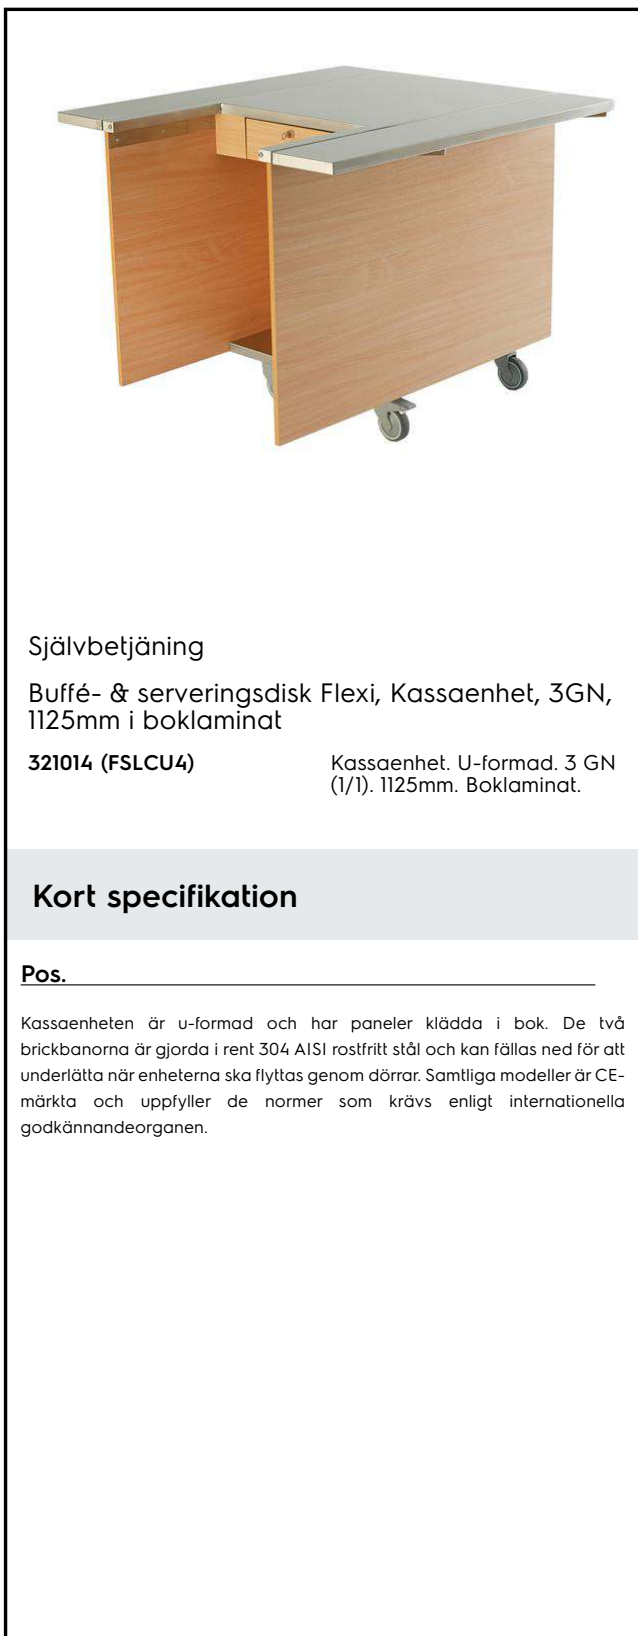 Självbetjäning
Buffé- & serveringsdisk Flexi, Kassaenhet, 3GN,
1125mm i boklaminat
321014 (FSLCU4)
Kassaenhet. U-formad. 3 GN
(1/1). 1125mm. Boklaminat.
Kort specifikation
Pos.
Kassaenheten är u-formad och har paneler klädda i bok. De två
brickbanorna är gjorda i rent 304 AISI rostfritt stål och kan fällas ned för att
underlätta när enheterna ska flyttas genom dörrar. Samtliga modeller är CE-
märkta och uppfyller de normer som krävs enligt internationella
godkännandeorganen.